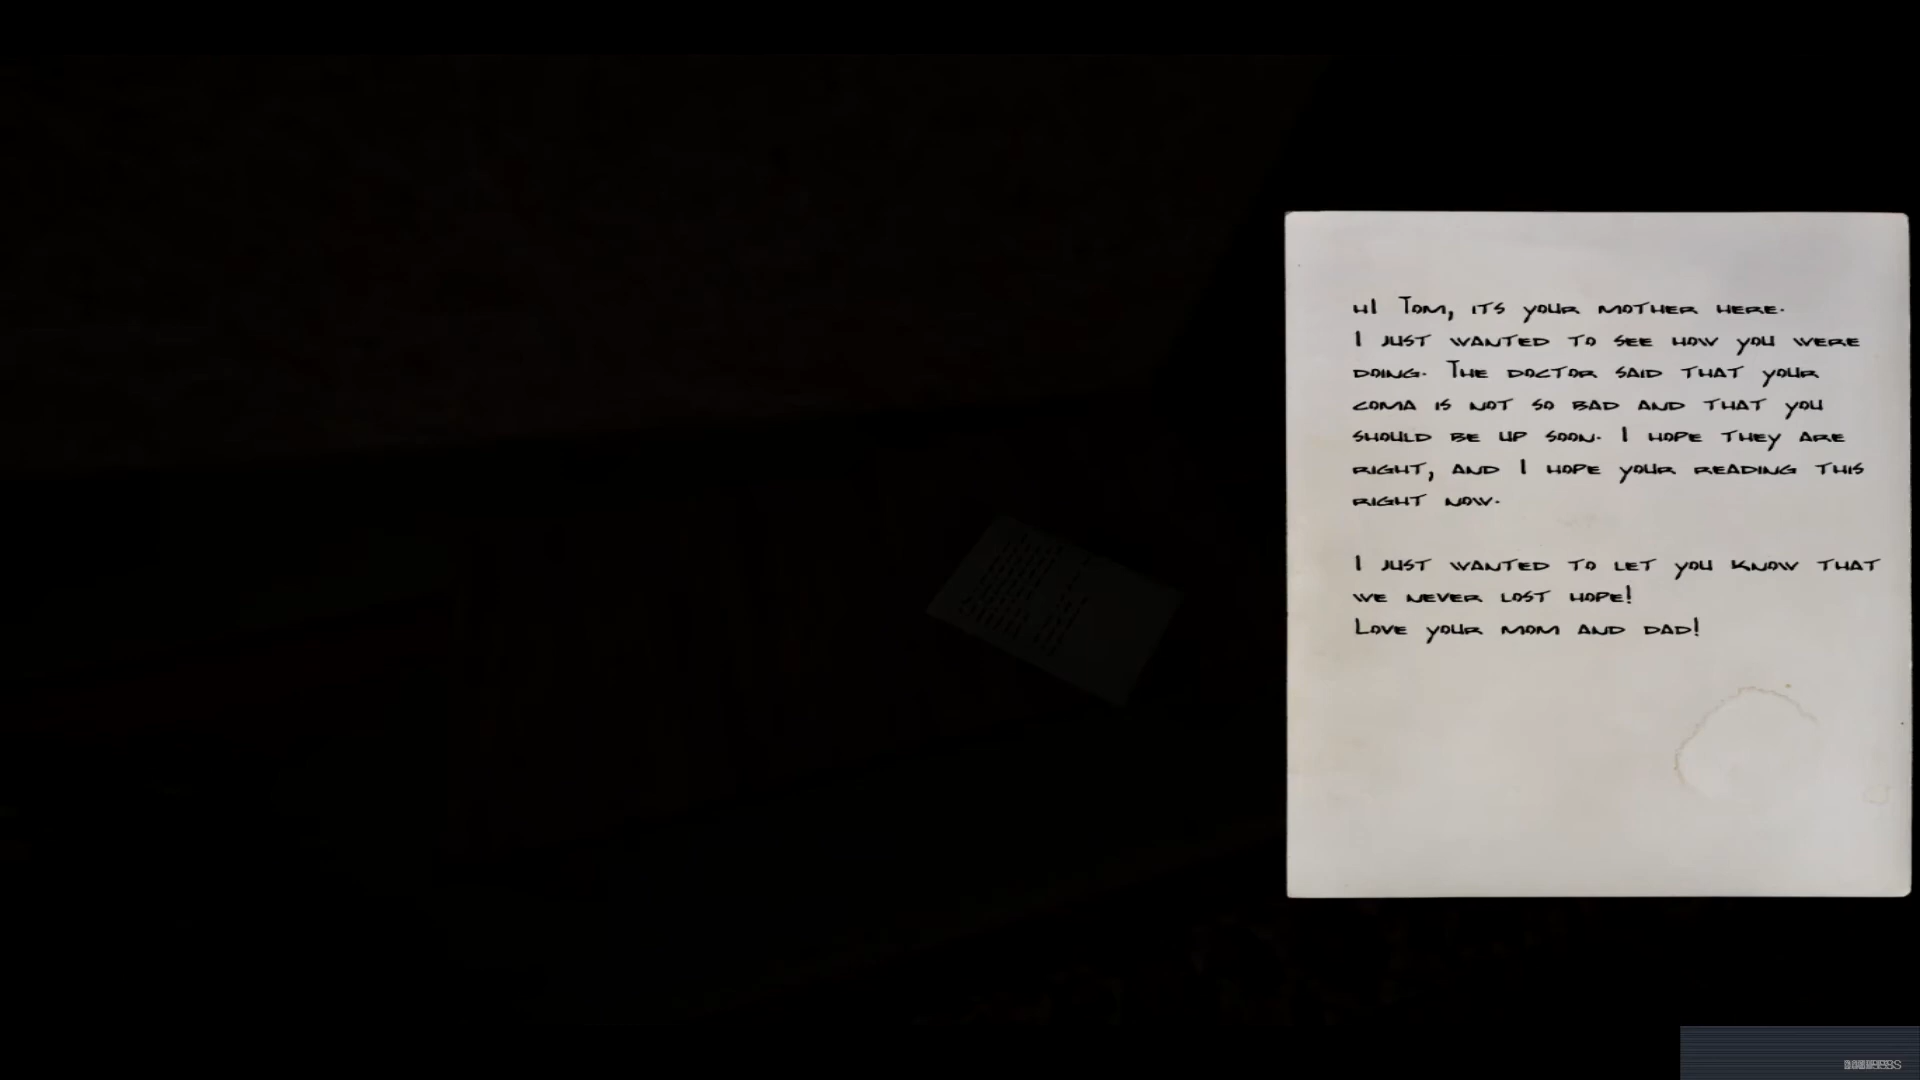 HI Tom, ITS YOUR MOTHER HERE.
I JUST WANTED TO SEE HOW YOU WERE
DOING. THE DOCTOR SAID THAT YOUR
COMA IS NOT SO BAD AND THAT YOU
SHOULD BE UP SOON. I HOPE THEY ARE
RIGHT, AND I HOPE YOUR READING THIS
RIGHT NOW.
I JUST WANTED TO LET YOU KNOW THAT
WE NEVER LOST HOPE!
LOVE YOUR MOM AND DAD!